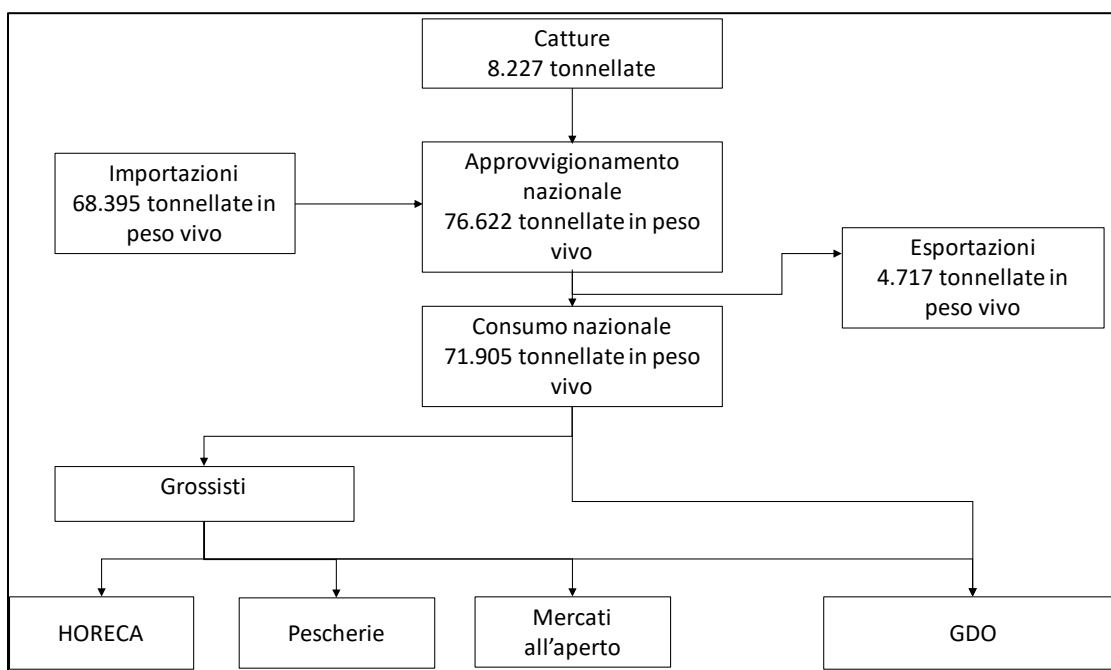 Catture
8.227 tonnellate
Importazioni
68.395 tonnellate in
peso vivo
Approvvigionamento
nazionale
76.622 tonnellate in peso
vivo
Esportazioni
4.717 tonnellate in
peso vivo
Consumo nazionale
71.905 tonnellate in peso
vivo
Grossisti
HORECA
Pescherie
Mercati
all'aperto
GDO